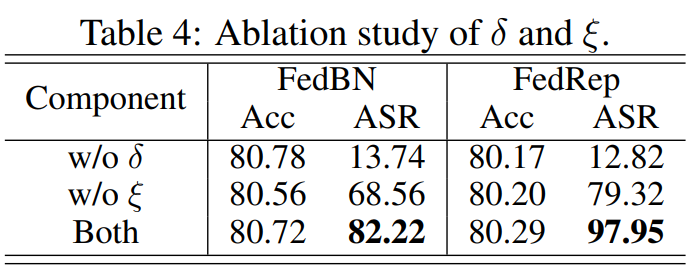 Table 4: Ablation study of δ and ξ.
Component FedBN FedRep
Acc ASR Acc ASR
w/o δ 80.78 13.74 80.17 12.82
w/o ξ 80.56 68.56 80.20 79.32
Both 80.72 82.22 80.29 97.95